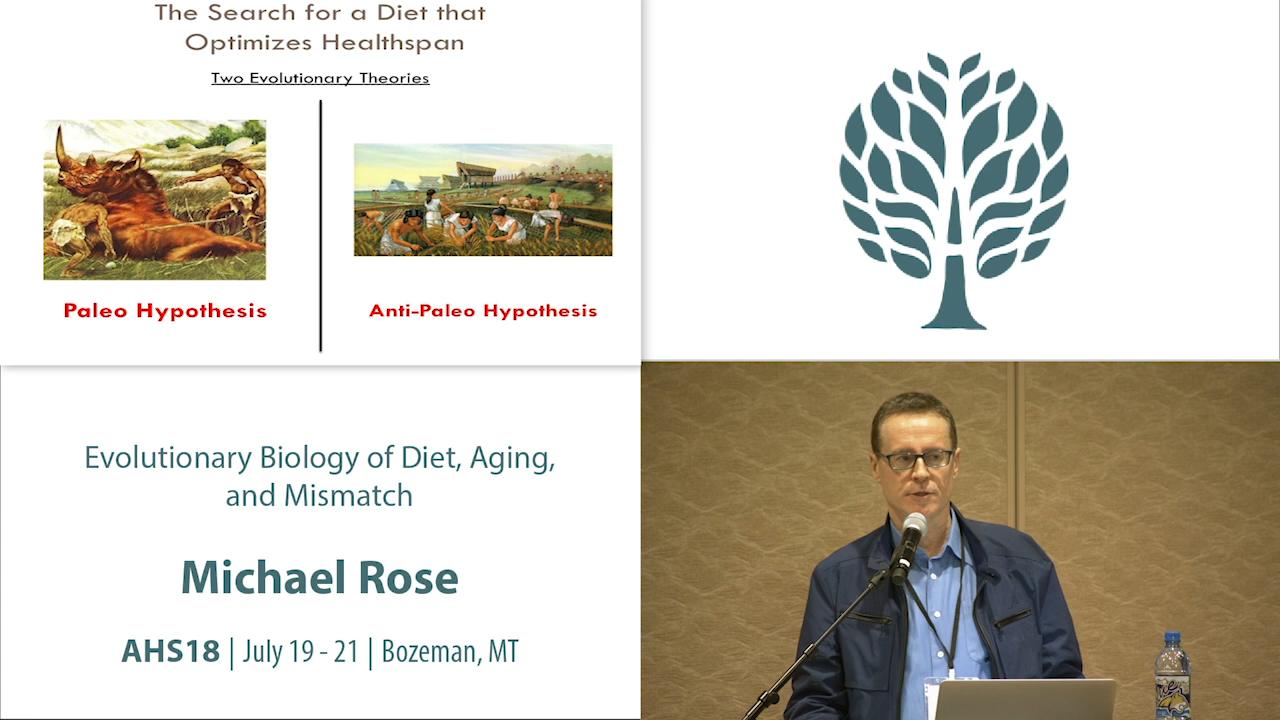 The Search for a Diet that
Optimizes Healthspan
Two Evolutionary Theories
Paleo Hypothesis
Anti-Paleo Hypothesis
Evolutionary Biology of Diet, Aging,
and Mismatch
Michael Rose
AHS18 | July 19 - 21 | Bozeman, MT